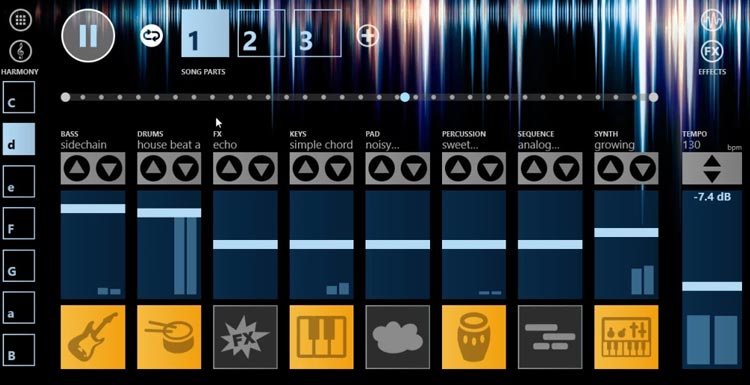 1
2
3
HARMONY
SONG PARTS
FX
EFFECTS
C
d
e
F
G
a
B
BASS
sidechain
DRUMS
house beat a
FX
echo
KEYS
simple chord
PAD
noisy...
PERCUSSION
sweet...
SEQUENCE
analog...
SYNTH
growing
TEMPO
130 bpm
-7.4 dB
FX